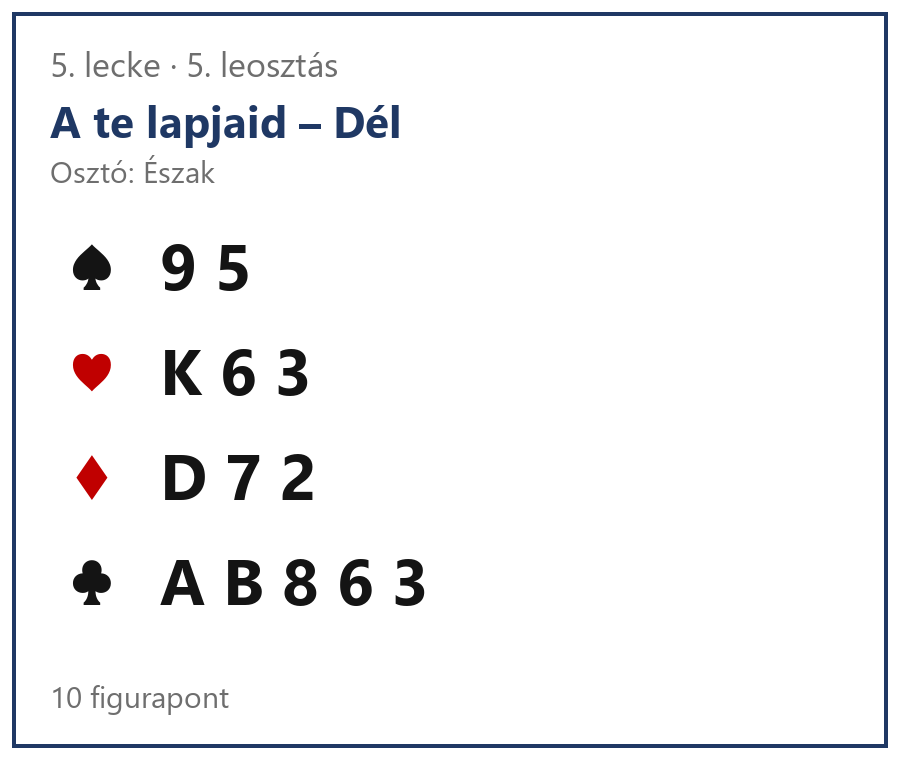 5. lecke · 5. leosztás
A te lapjaid – Dél
Osztó: Észak
♠ 9 5
♥ K 6 3
♦ D 7 2
♣ A B 8 6 3
10 figurapont